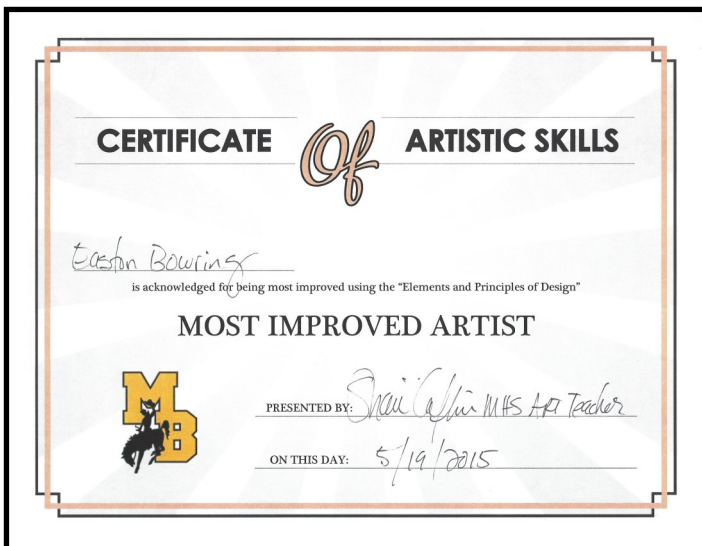 CERTIFICATE Of ARTISTIC SKILLS
Easton Bowring
is acknowledged for being most improved using the “Elements and Principles of Design”
MOST IMPROVED ARTIST
MB
PRESENTED BY: MHS Art Teacher
ON THIS DAY: 5/19/2015